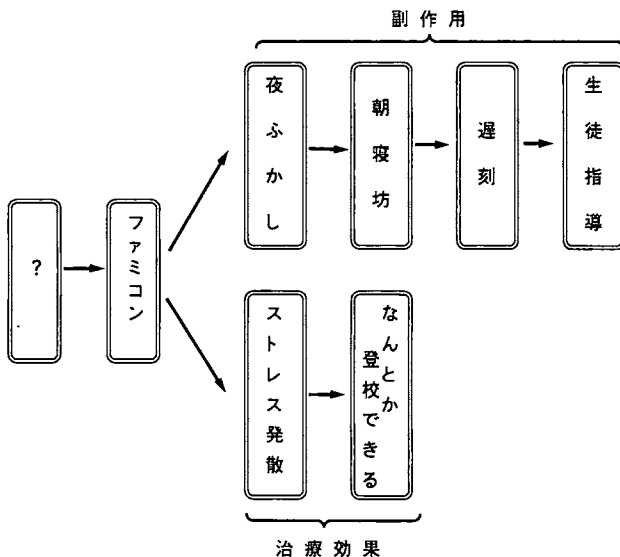 副作用
夜ふかし
朝寝坊
遅刻
生徒指導
?
ファミコン
ストレス発散
なんとか
登校できる
治療効果